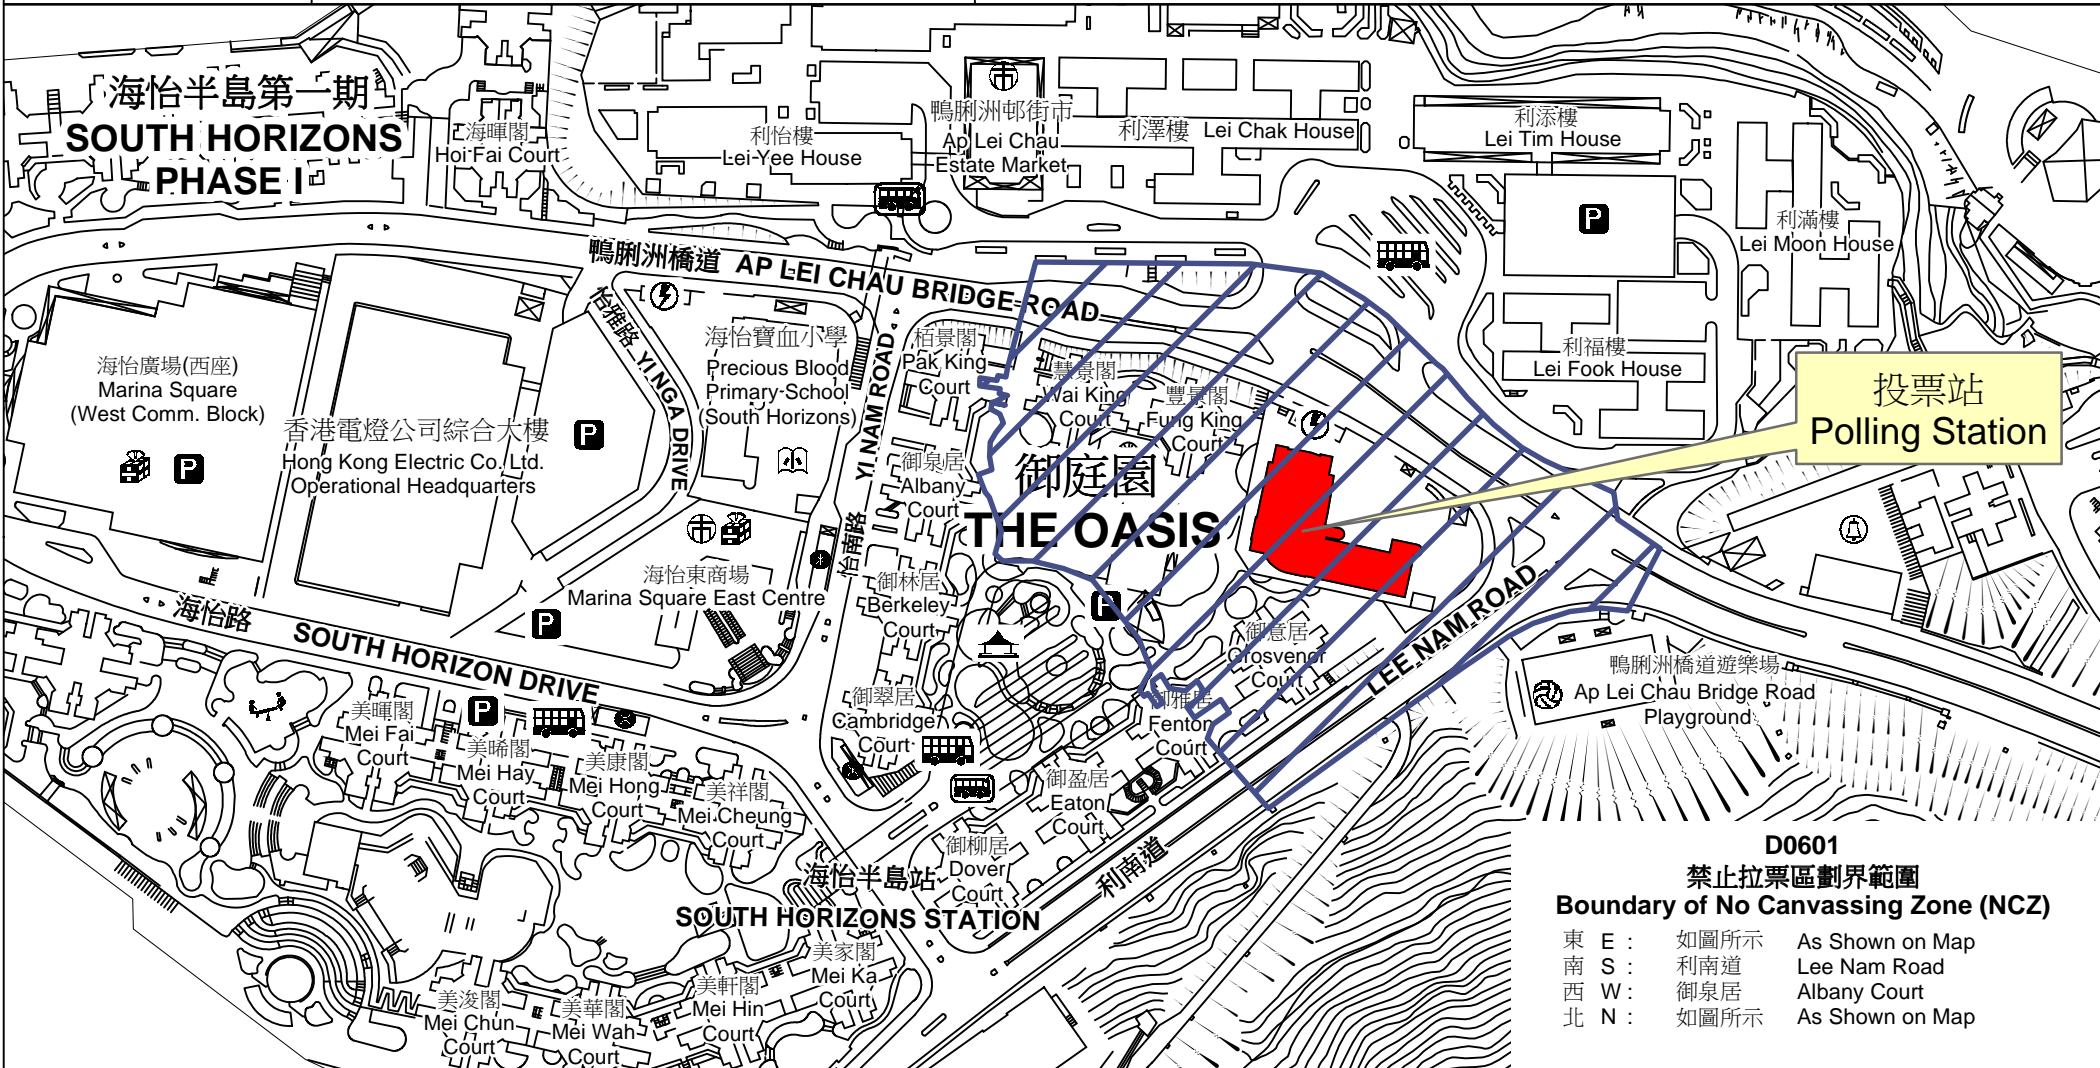 海怡半島第一期
SOUTH HORIZONS
PHASE I
海暉閣
Hoi Fai Court
利怡樓
Lei Yee House
鴨脷洲邨街市
Ap Lei Chau
Estate Market
利澤樓 Lei Chak House
利添樓
Lei Tim House
利滿樓
Lei Moon House
利福樓
Lei Fook House
鴨脷洲橋道 AP LEI CHAU BRIDGE ROAD
怡雅路 YI NGA DRIVE
海怡寶血小學
Precious Blood
Primary School
(South Horizons)
怡南路 YI NAM ROAD
海怡廣場(西座)
Marina Square
(West Comm. Block)
香港電燈公司綜合大樓
Hong Kong Electric Co. Ltd.
Operational Headquarters
P
P
栢景閣
Pak King
Court
慧景閣
Wai King
Court
豐景閣
Fung King
Court
御庭園
THE OASIS
投票站
Polling Station
P
御泉居
Albany
Court
海怡東商場
Marina Square East Centre
P
御林居
Berkeley
Court
P
御意居
Grosvenor
Court
利南道 LEE NAM ROAD
海怡路 SOUTH HORIZON DRIVE
御翠居
Cambridge
Court
御雅居
Fenton
Court
鴨脷洲橋道遊樂場
Ap Lei Chau Bridge Road
Playground
P
美暉閣
Mei Fai
Court
美晞閣
Mei Hay
Court
美康閣
Mei Hong
Court
美祥閣
Mei Cheung
Court
御盈居
Eaton
Court
御柳居
Dover
Court
海怡半島站
SOUTH HORIZONS STATION
美家閣
Mei Ka
Court
美軒閣
Mei Hin
Court
美華閣
Mei Wah
Court
美浚閣
Mei Chun
Court
D0601
禁止拉票區劃界範圍
Boundary of No Canvassing Zone (NCZ)
東 E : 如圖所示 As Shown on Map
南 S : 利南道 Lee Nam Road
西 W : 御泉居 Albany Court
北 N : 如圖所示 As Shown on Map